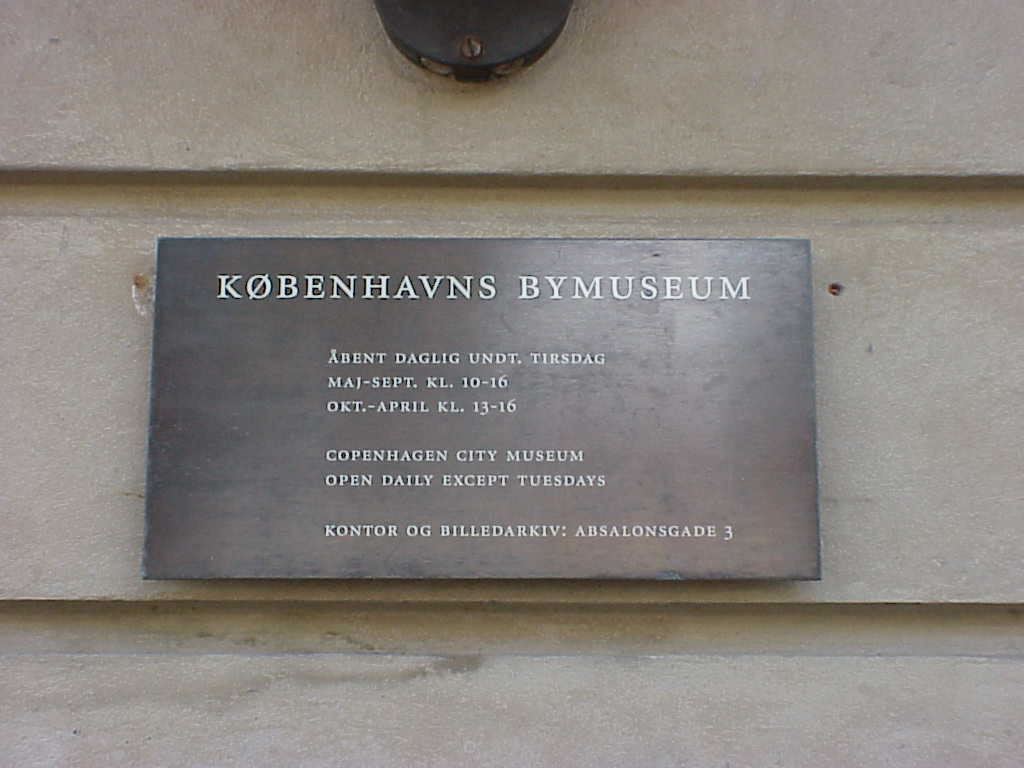 KØBENHAVNS BYMUSEUM
ÅBENT DAGLIG UNDT. TIRSDAG
MAJ-SEPT. KL. 10-16
OKT.-APRIL KL. 13-16
COPENHAGEN CITY MUSEUM
OPEN DAILY EXCEPT TUESDAYS
KONTOR OG BILLEDARKIV: ABSALONSGADE 3